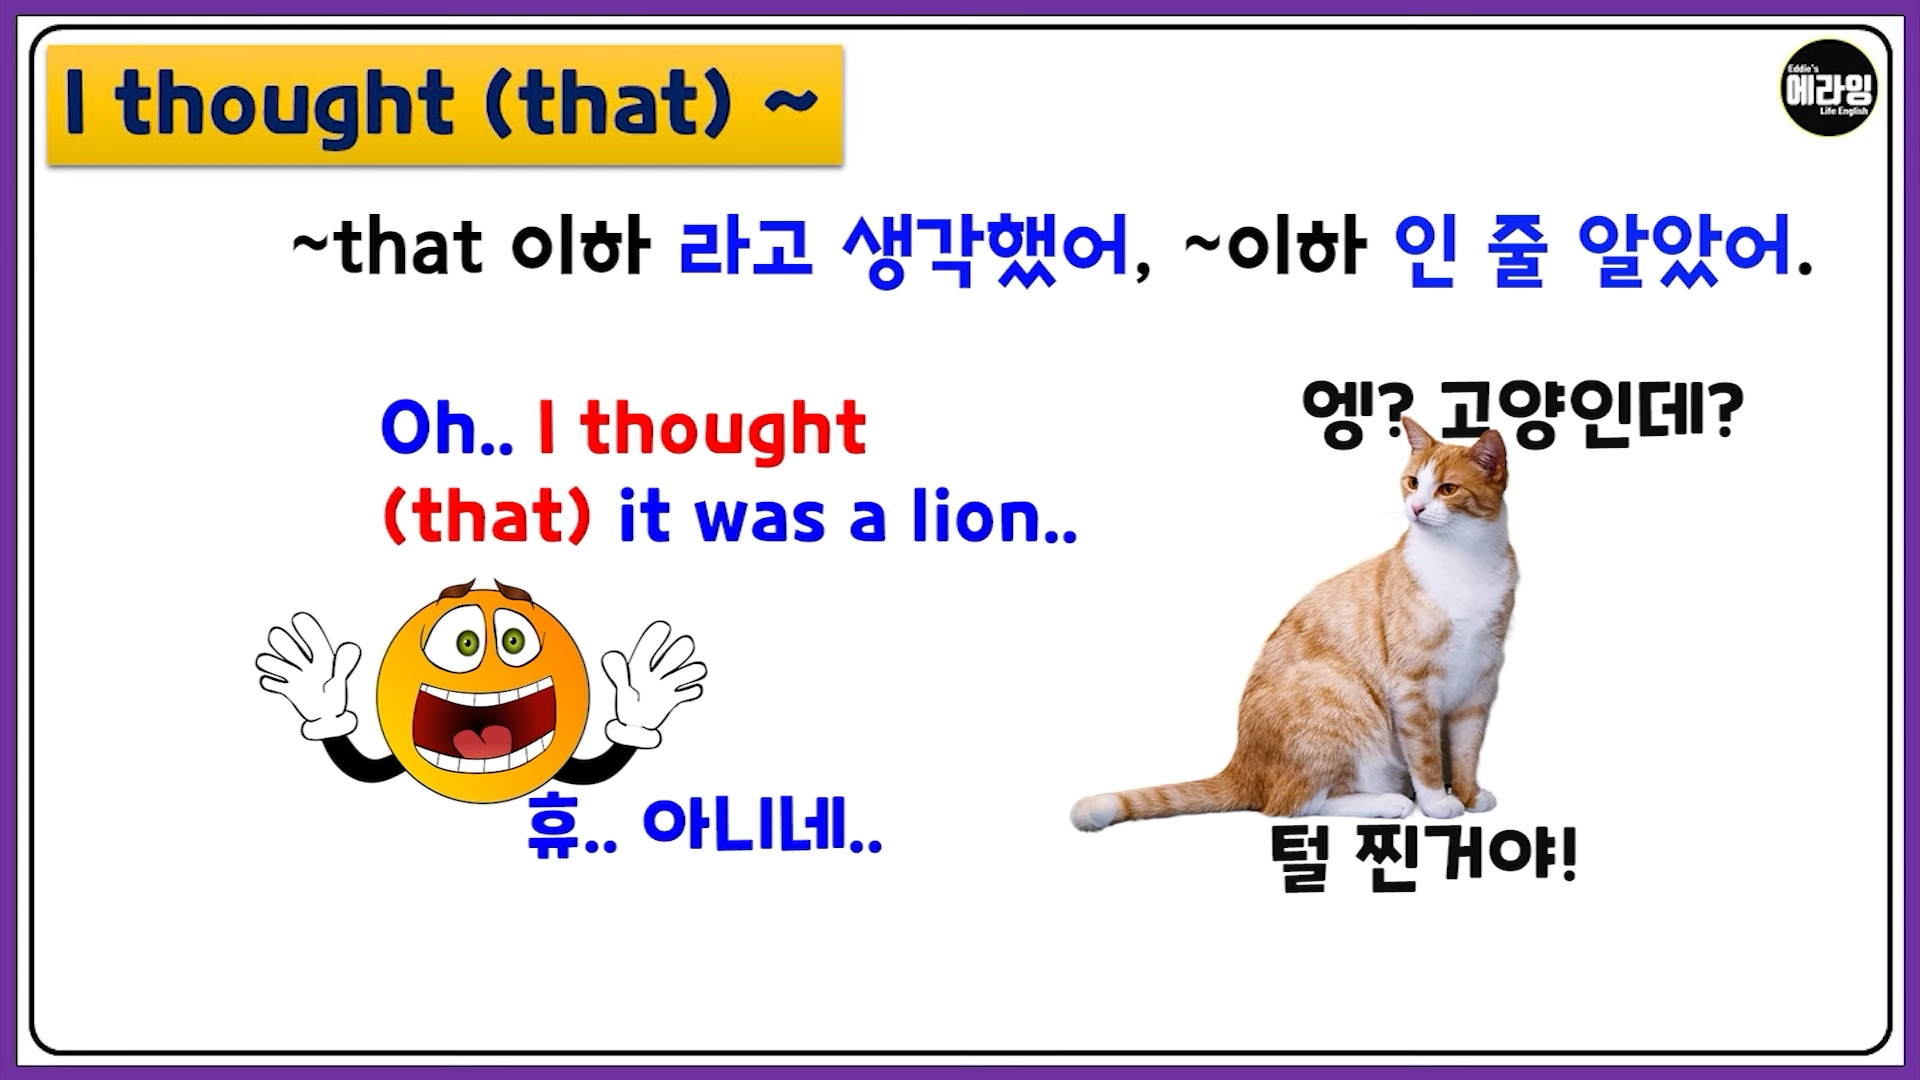 I thought (that) ~
Eddie's
에라잉
Life English
~that 이하 라고 생각했어, ~이하 인 줄 알았어.
Oh.. I thought
(that) it was a lion..
엥? 고양인데?
휴.. 아니네..
털 찐거야!